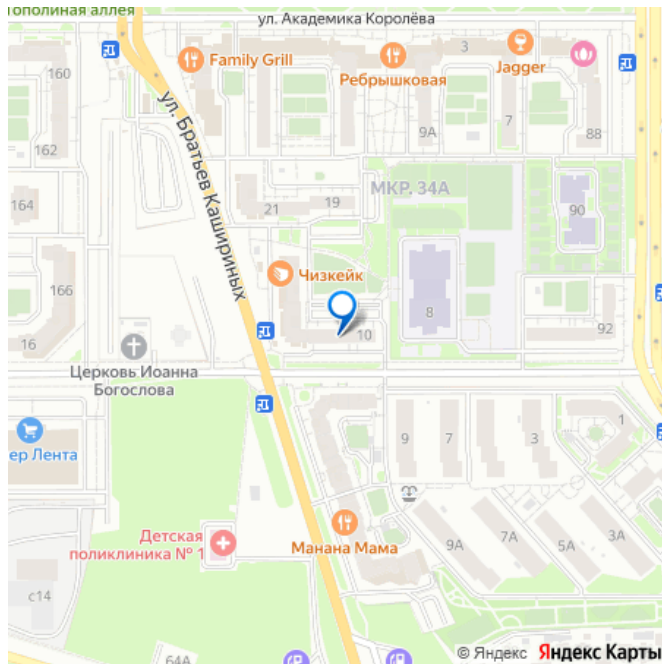 Тополиная аллея
ул. Академика Королёва
3
160
Family Grill
Ребрышковая
Jagger
7
9А
88
162
ул. Братьев Кашириных
МКР. 34А
164
21
19
90
Чизкейк
166
8
10
92
16
Церковь Иоанна
Богослова
1
9
7
3
ер Лента
Детская
поликлиника № 1
Манана Мама
9А
7А
5А
3А
с14
64А
© Яндекс Яндекс Карты